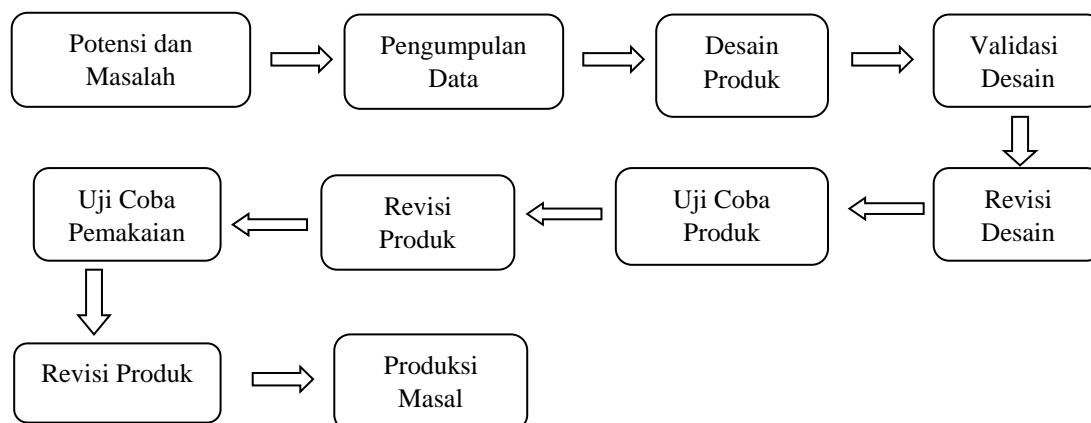 Potensi dan
Masalah
Pengumpulan
Data
Desain
Produk
Validasi
Desain
Revisi
Desain
Uji Coba
Produk
Revisi
Produk
Uji Coba
Pemakaian
Revisi Produk
Produksi
Masal